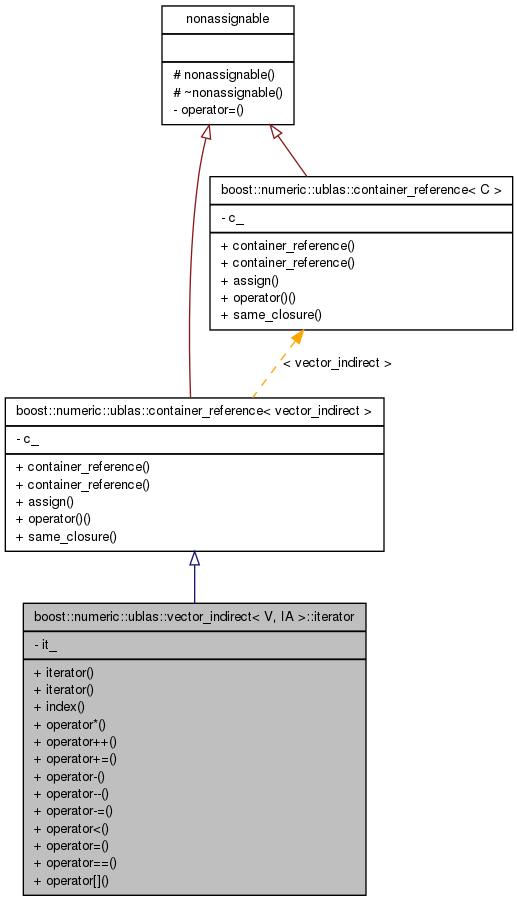 nonassignable
# nonassignable()
# ~nonassignable()
- operator=()
boost::numeric::ublas::container_reference< C >
- c_
+ container_reference()
+ container_reference()
+ assign()
+ operator()()
+ same_closure()
< vector_indirect >
boost::numeric::ublas::container_reference< vector_indirect >
- c_
+ container_reference()
+ container_reference()
+ assign()
+ operator()()
+ same_closure()
boost::numeric::ublas::vector_indirect< V, IA >::iterator
- it_
+ iterator()
+ iterator()
+ index()
+ operator*()
+ operator++()
+ operator+=()
+ operator-()
+ operator--()
+ operator-=()
+ operator<()
+ operator=()
+ operator==()
+ operator[]()